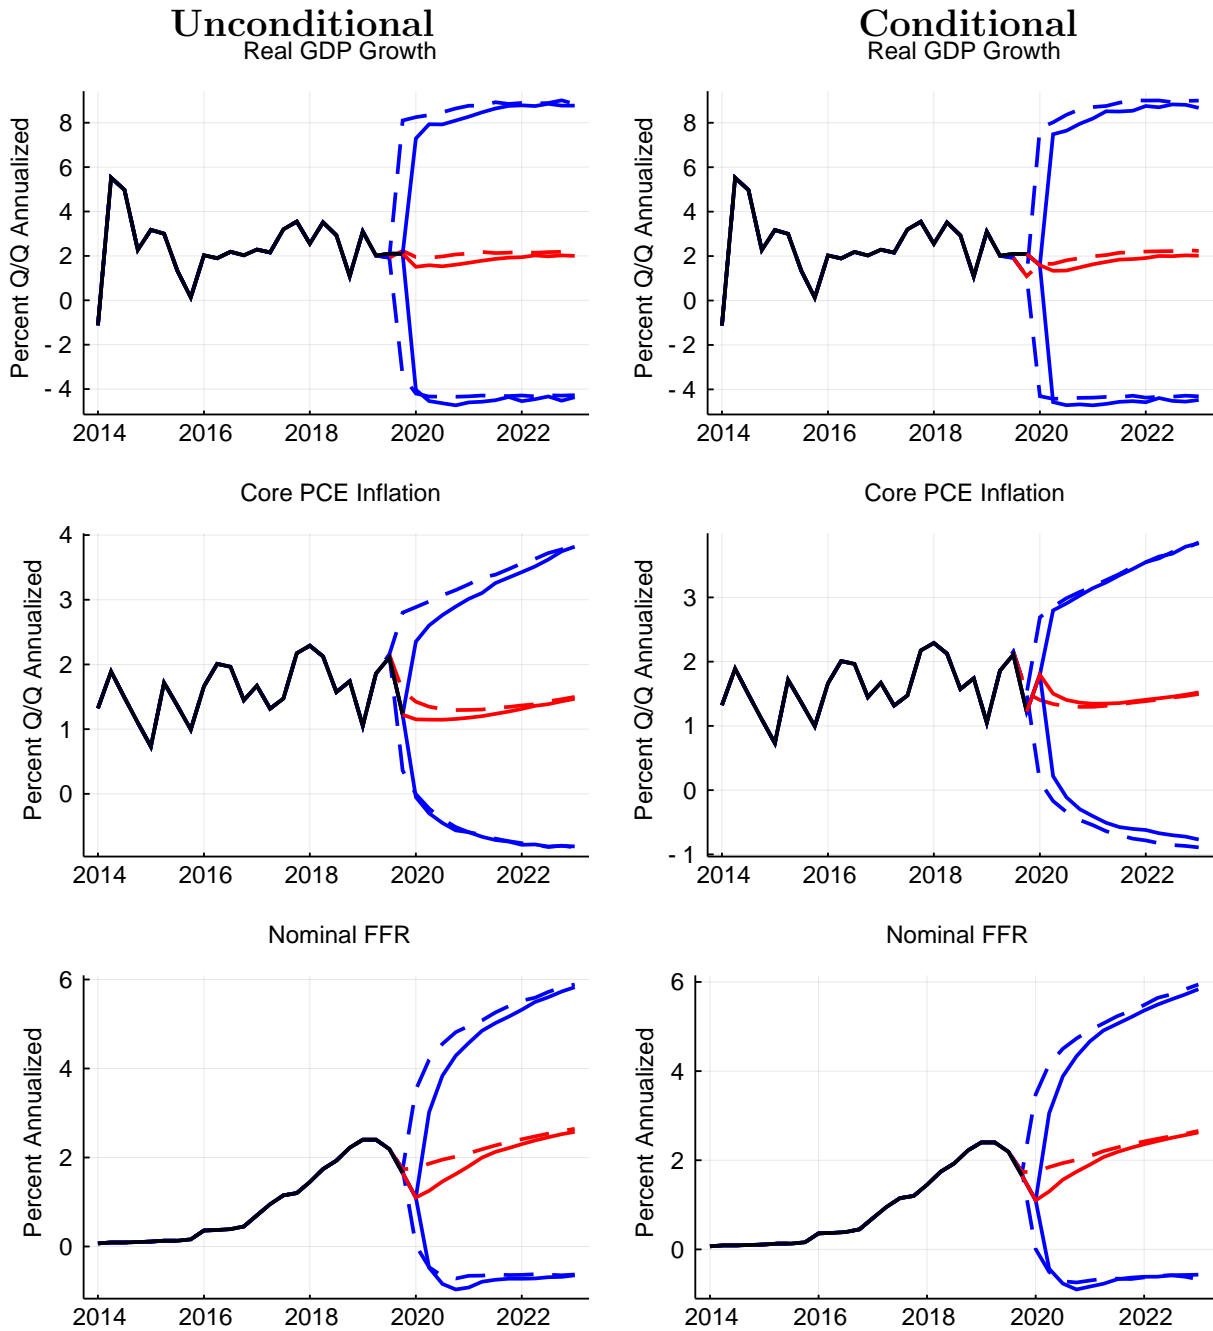 Unconditional
Real GDP Growth
Percent Q/Q Annualized
8
6
4
2
0
- 2
- 4
2014 2016 2018 2020 2022
Conditional
Real GDP Growth
Percent Q/Q Annualized
8
6
4
2
0
- 2
- 4
2014 2016 2018 2020 2022
Core PCE Inflation
Percent Q/Q Annualized
4
3
2
1
0
2014 2016 2018 2020 2022
Core PCE Inflation
Percent Q/Q Annualized
3
2
1
0
- 1
2014 2016 2018 2020 2022
Nominal FFR
Percent Annualized
6
4
2
0
2014 2016 2018 2020 2022
Nominal FFR
Percent Annualized
6
4
2
0
2014 2016 2018 2020 2022